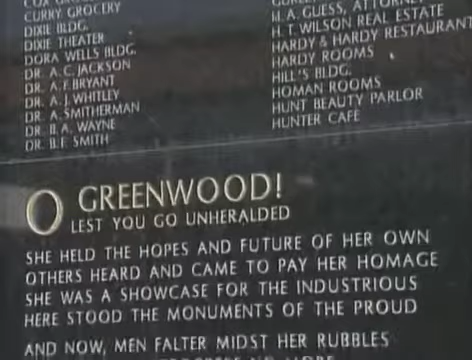 CURRY GROCERY
DIXIE BLDG.
DIXIE THEATER
DORA WELLS BLDG.
DR. A.C. JACKSON
DR. A.F. BRYANT
DR. A.J. WHITLEY
DR. A. SMITHERMAN
DR. B.A. WAYNE
DR. B.F. SMITH
M.A. GUESS, ATTORNEY
H.T. WILSON REAL ESTATE
HARDY & HARDY RESTAURANT
HARDY ROOMS
HILL'S BLDG.
HOMAN ROOMS
HUNT BEAUTY PARLOR
HUNTER CAFE
O GREENWOOD!
LEST YOU GO UNHERALDED
SHE HELD THE HOPES AND FUTURE OF HER OWN
OTHERS HEARD AND CAME TO PAY HER HOMAGE
SHE WAS A SHOWCASE FOR THE INDUSTRIOUS
HERE STOOD THE MONUMENTS OF THE PROUD
AND NOW, MEN FALTER MIDST HER RUBBLES